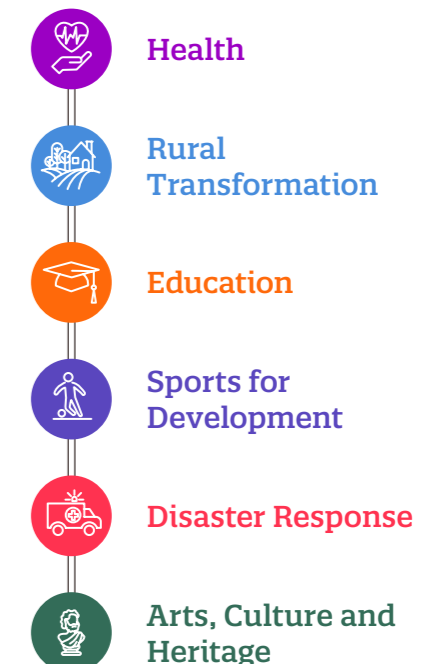 Health
Rural
Transformation
Education
Sports for
Development
Disaster Response
Arts, Culture and
Heritage